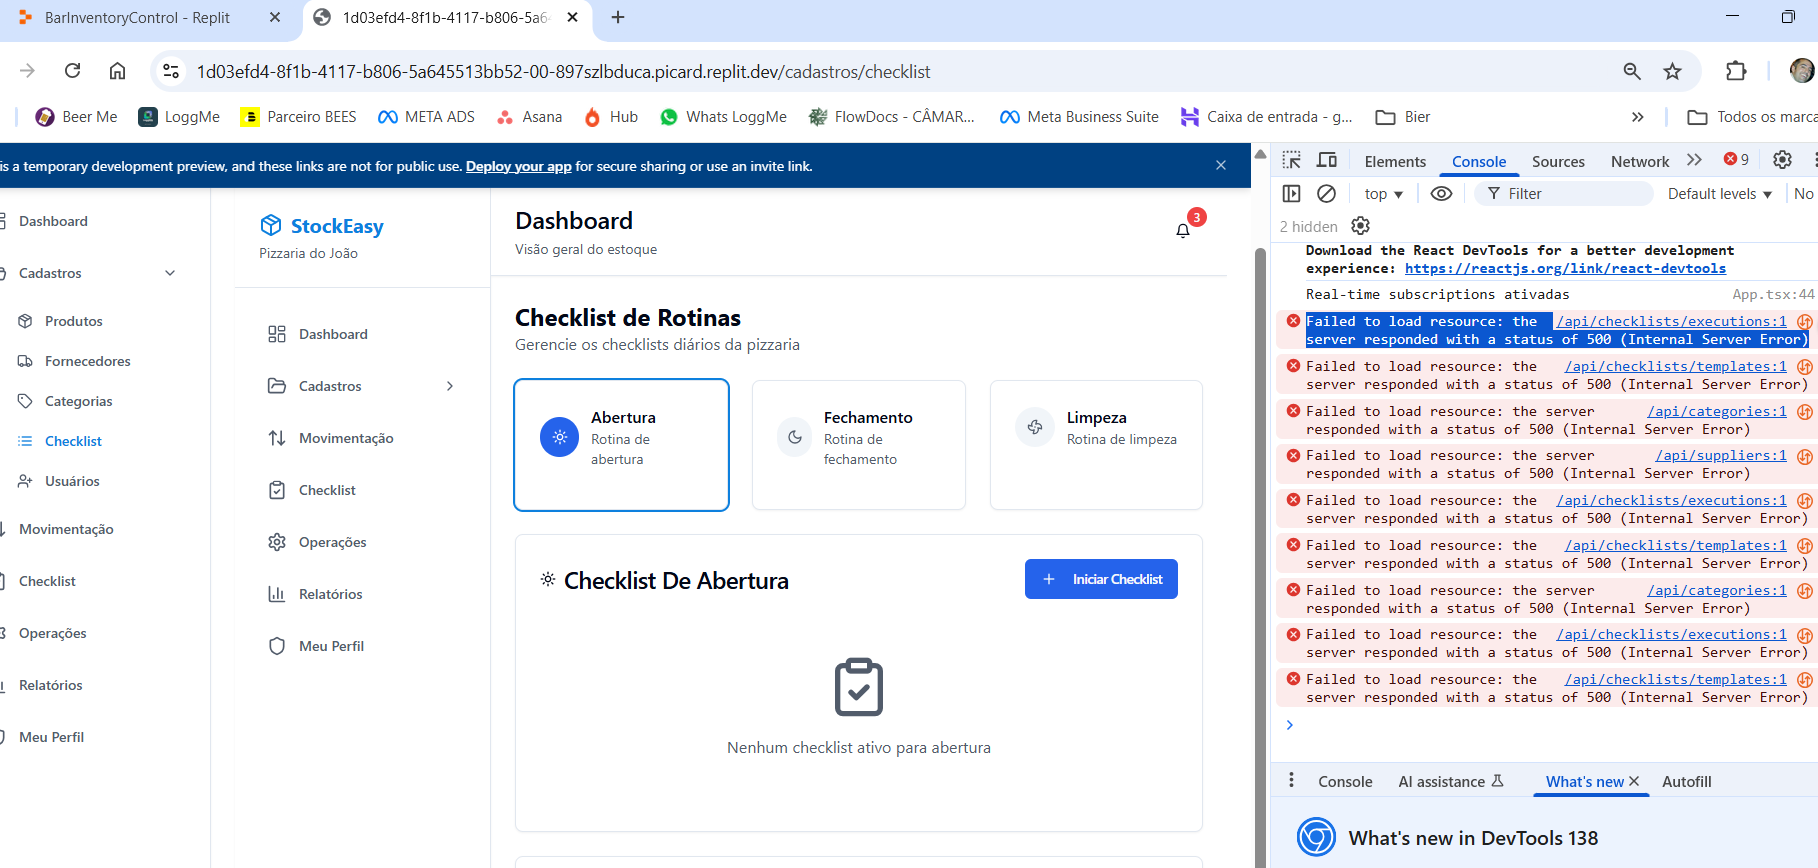 BarInventoryControl - Replit
1d03efd4-8f1b-4117-b806-5a64
1d03efd4-8f1b-4117-b806-5a645513bb52-00-897szlbduca.picard.replit.dev/cadastros/checklist
Beer Me
LoggMe
Parceiro BEES
META ADS
Asana
Hub
Whats LoggMe
FlowDocs - CÂMAR...
Meta Business Suite
Caixa de entrada - g...
Bier
»
Todos os marca
is a temporary development preview, and these links are not for public use. Deploy your app for secure sharing or use an invite link.
Dashboard
Cadastros
Produtos
Fornecedores
Categorias
Checklist
Usuários
Movimentação
Checklist
Operações
Relatórios
Meu Perfil
StockEasy
Pizzaria do João
Dashboard
Cadastros
Movimentação
Checklist
Operações
Relatórios
Meu Perfil
Dashboard
Visão geral do estoque
3
Checklist de Rotinas
Gerencie os checklists diários da pizzaria
Abertura
Rotina de
abertura
Fechamento
Rotina de
fechamento
Limpeza
Rotina de limpeza
Checklist De Abertura
+ Iniciar Checklist
Nenhum checklist ativo para abertura
Elements
Console
Sources
Network
»
9
top
Filter
Default levels
No
2 hidden
Download the React DevTools for a better development
experience: https://reactjs.org/link/react-devtools
Real-time subscriptions ativadas App.tsx:44
Failed to load resource: the /api/checklists/executions:1
server responded with a status of 500 (Internal Server Error)
Failed to load resource: the /api/checklists/templates:1
server responded with a status of 500 (Internal Server Error)
Failed to load resource: the server /api/categories:1
responded with a status of 500 (Internal Server Error)
Failed to load resource: the server /api/suppliers:1
responded with a status of 500 (Internal Server Error)
Failed to load resource: the /api/checklists/executions:1
server responded with a status of 500 (Internal Server Error)
Failed to load resource: the /api/checklists/templates:1
server responded with a status of 500 (Internal Server Error)
Failed to load resource: the server /api/categories:1
responded with a status of 500 (Internal Server Error)
Failed to load resource: the /api/checklists/executions:1
server responded with a status of 500 (Internal Server Error)
Failed to load resource: the /api/checklists/templates:1
server responded with a status of 500 (Internal Server Error)
Console
AI assistance
What's new
Autofill
What's new in DevTools 138